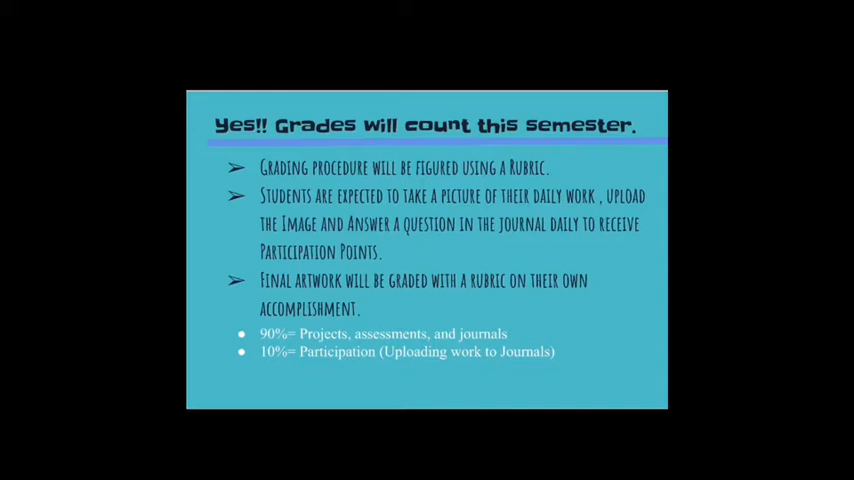 Yes!! Grades will count this semester.
➢ Grading procedure will be figured using a Rubric.
➢ Students are expected to take a picture of their daily work , upload
the Image and Answer a question in the journal daily to receive
Participation Points.
➢ Final artwork will be graded with a rubric on their own
accomplishment.
● 90%= Projects, assessments, and journals
● 10%= Participation (Uploading work to Journals)